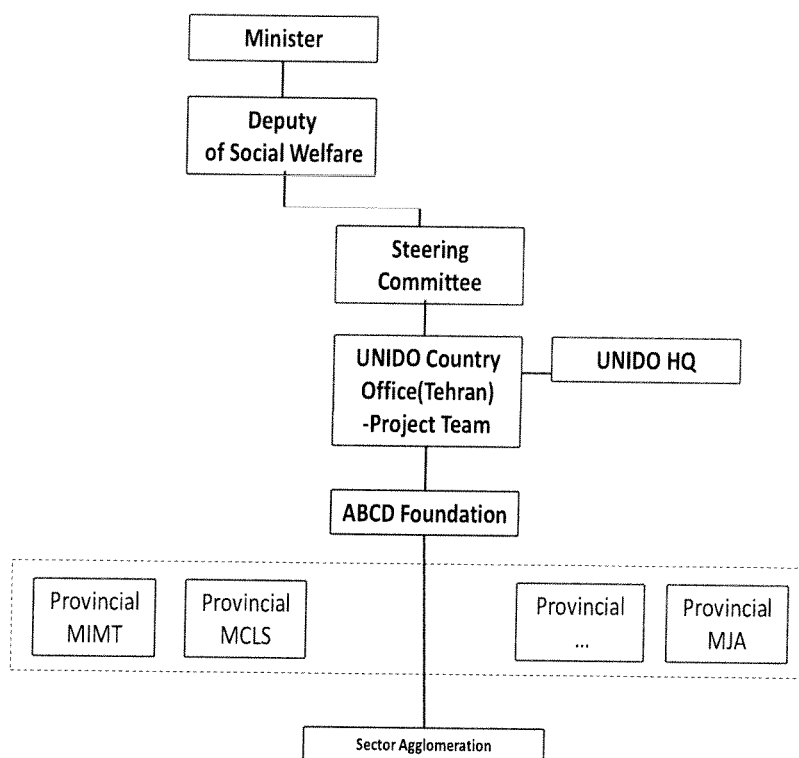 Minister
Deputy
of Social Welfare
Steering
Committee
UNIDO Country
Office(Tehran)
-Project Team
UNIDO HQ
ABCD Foundation
Provincial
MIMT
Provincial
MCLS
Provincial
...
Provincial
MJA
Sector Agglomeration